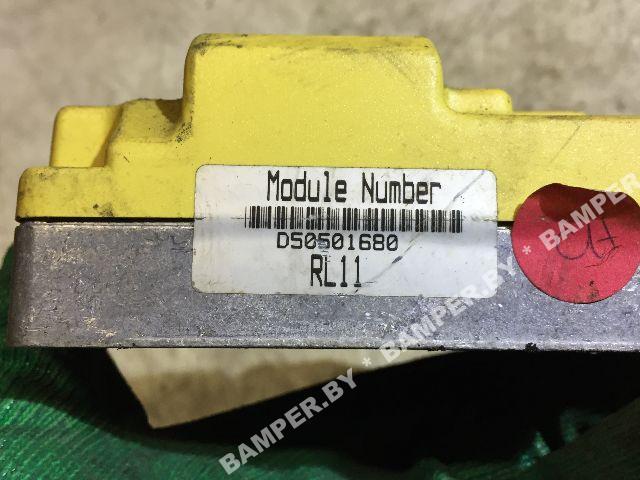 Module Number
D50501680
RL11
BAMPER.BY * BAMPER.BY * BAMPER